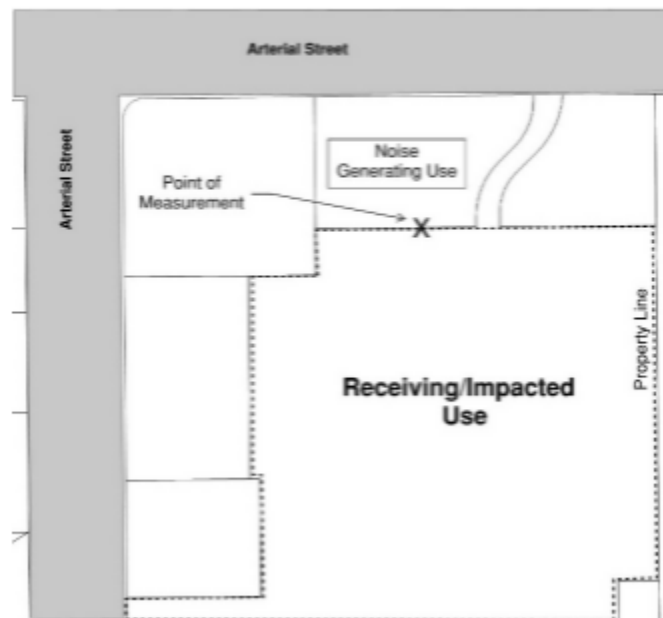 Arterial Street
Noise
Generating Use
Point of
Measurement
Arterial Street
X
Property Line
Receiving/Impacted
Use